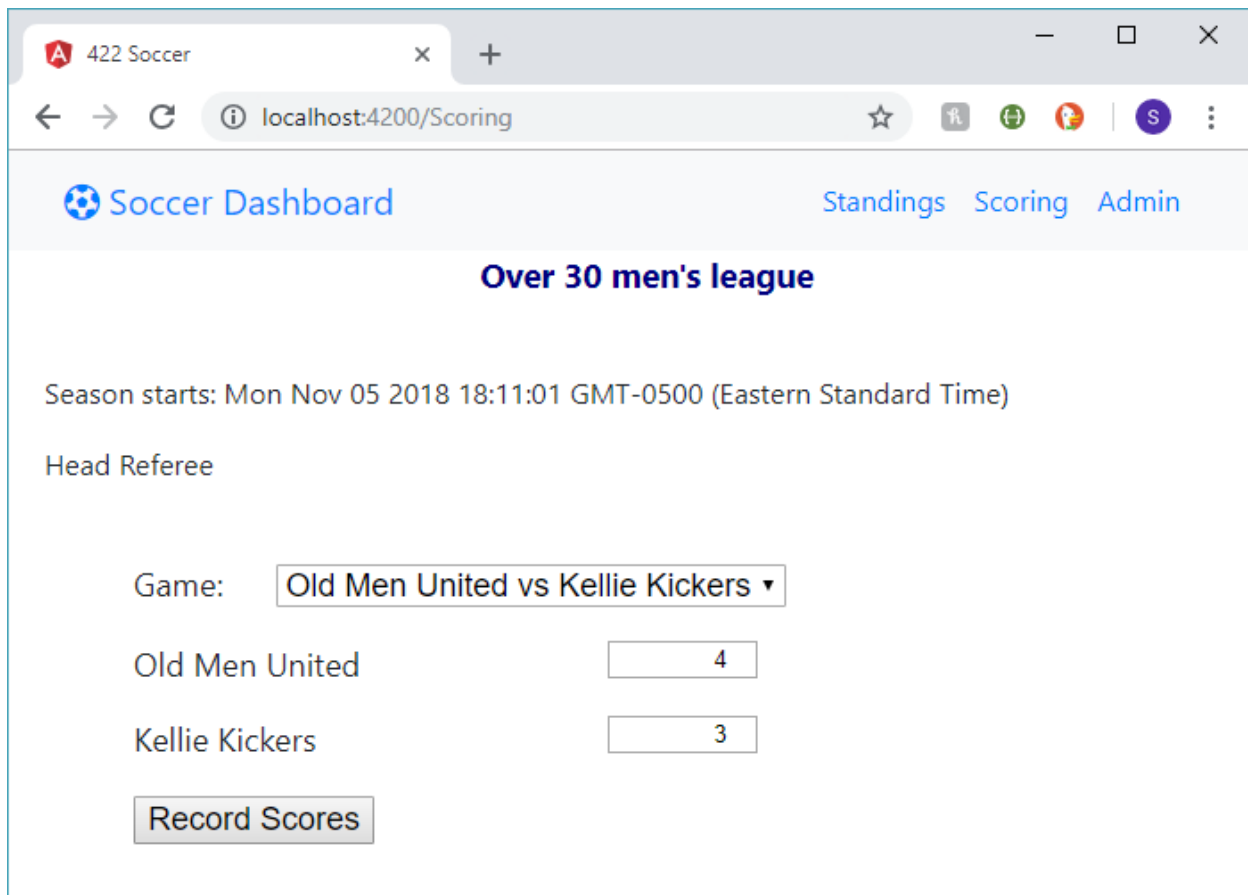 422 Soccer
localhost:4200/Scoring
S
Soccer Dashboard Standings Scoring Admin
Over 30 men's league
Season starts: Mon Nov 05 2018 18:11:01 GMT-0500 (Eastern Standard Time)
Head Referee
Game: Old Men United vs Kellie Kickers
Old Men United 4
Kellie Kickers 3
Record Scores